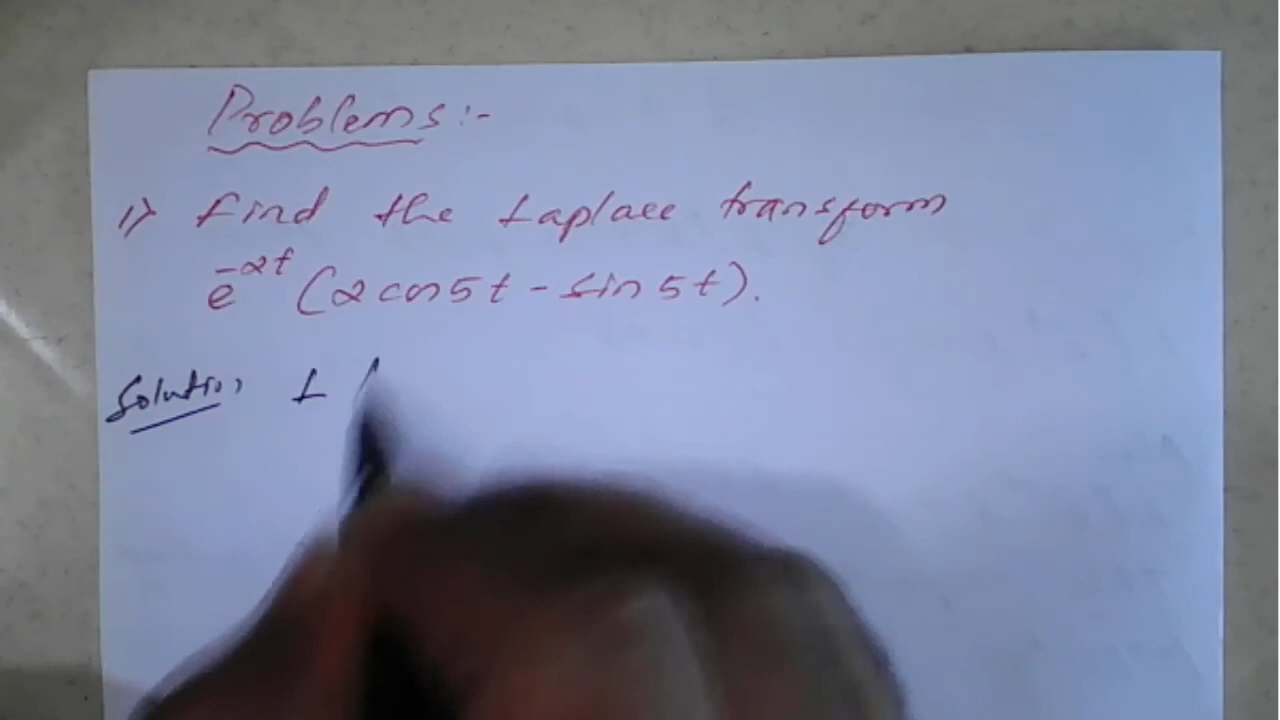 Problems:-
1) Find the Laplace transform
e^{-2t} (2cos5t - sin5t).
Solution L {